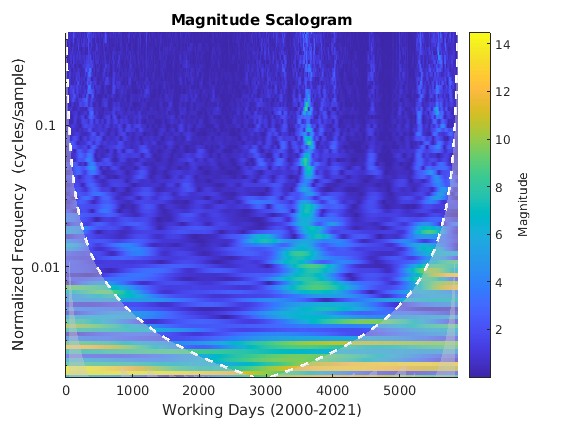 Magnitude Scalogram
Normalized Frequency (cycles/sample)
0.1
0.01
0 1000 2000 3000 4000 5000
Working Days (2000-2021)
14
12
10
8
6
4
2
Magnitude